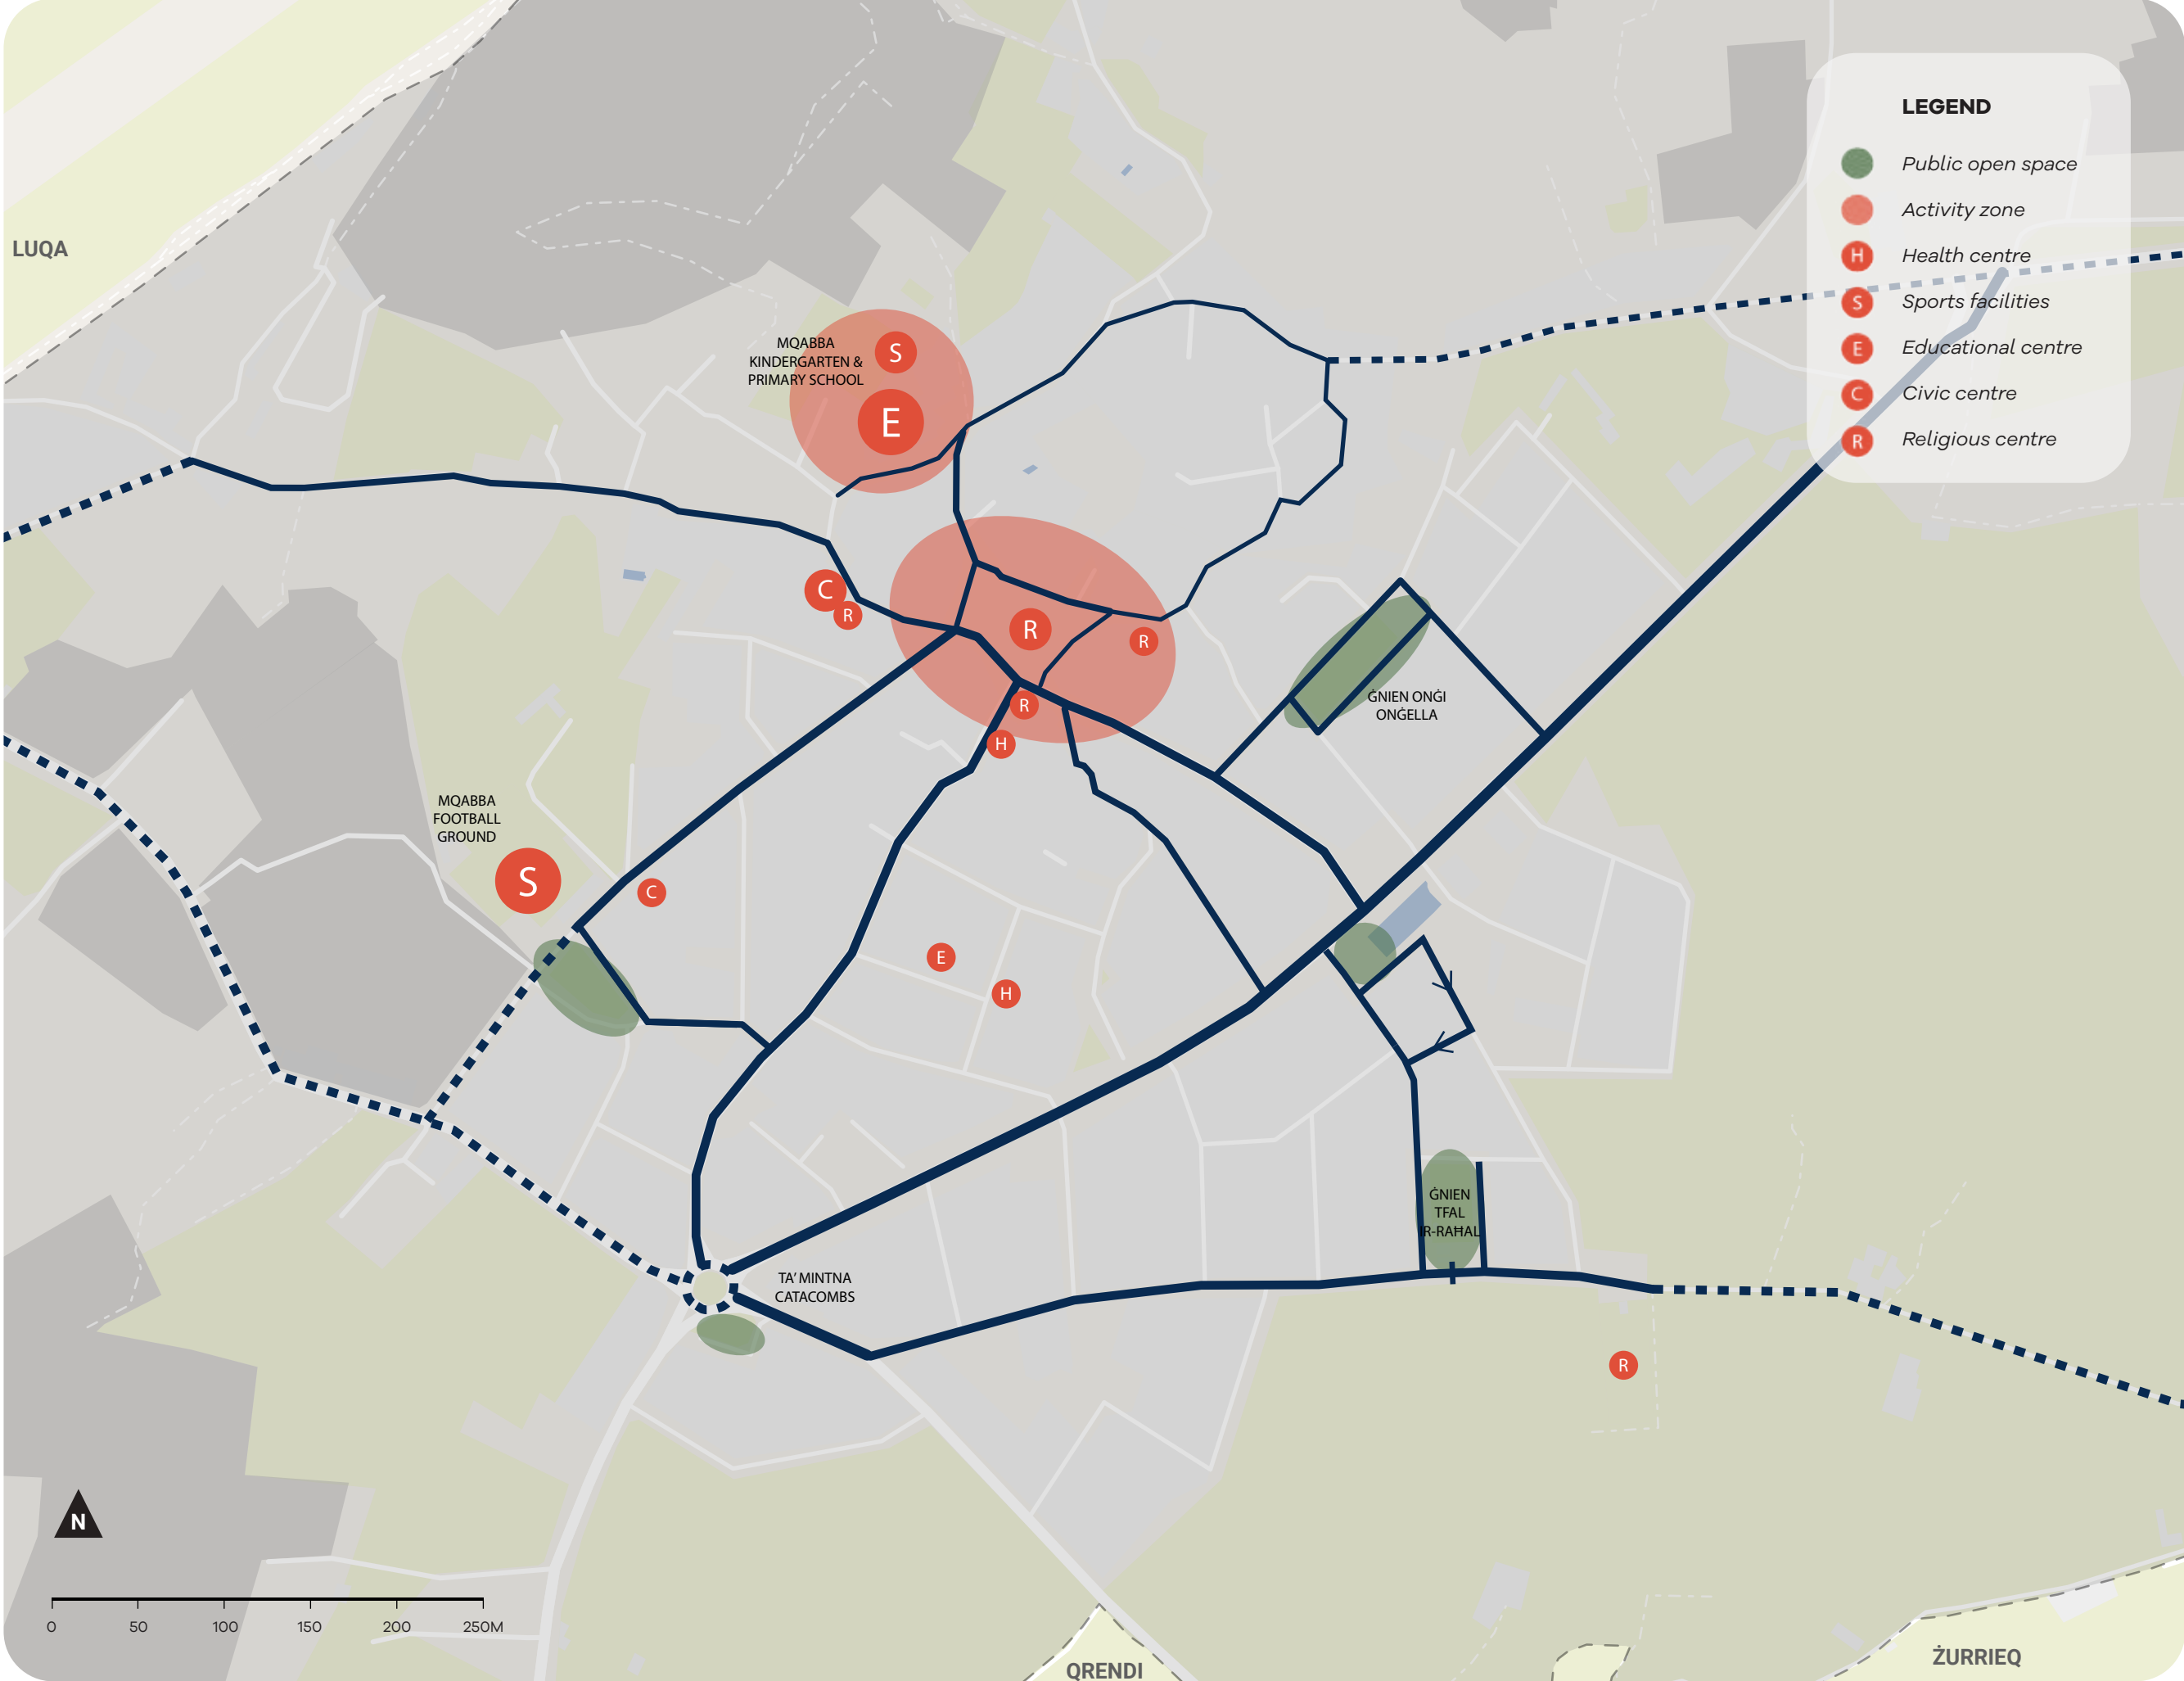 LEGEND
Public open space
Activity zone
H Health centre
S Sports facilities
E Educational centre
C Civic centre
R Religious centre
LUQA
MQABBA
KINDERGARTEN &
PRIMARY SCHOOL
S
E
C
R
R
R
R
H
ĠNIEN ONĠI
ONĠELLA
MQABBA
FOOTBALL
GROUND
S
C
E
H
ĠNIEN
TFAL
IR-RAĦAL
TA' MINTNA
CATACOMBS
R
N
0 50 100 150 200 250M
QRENDI
ŻURRIEQ